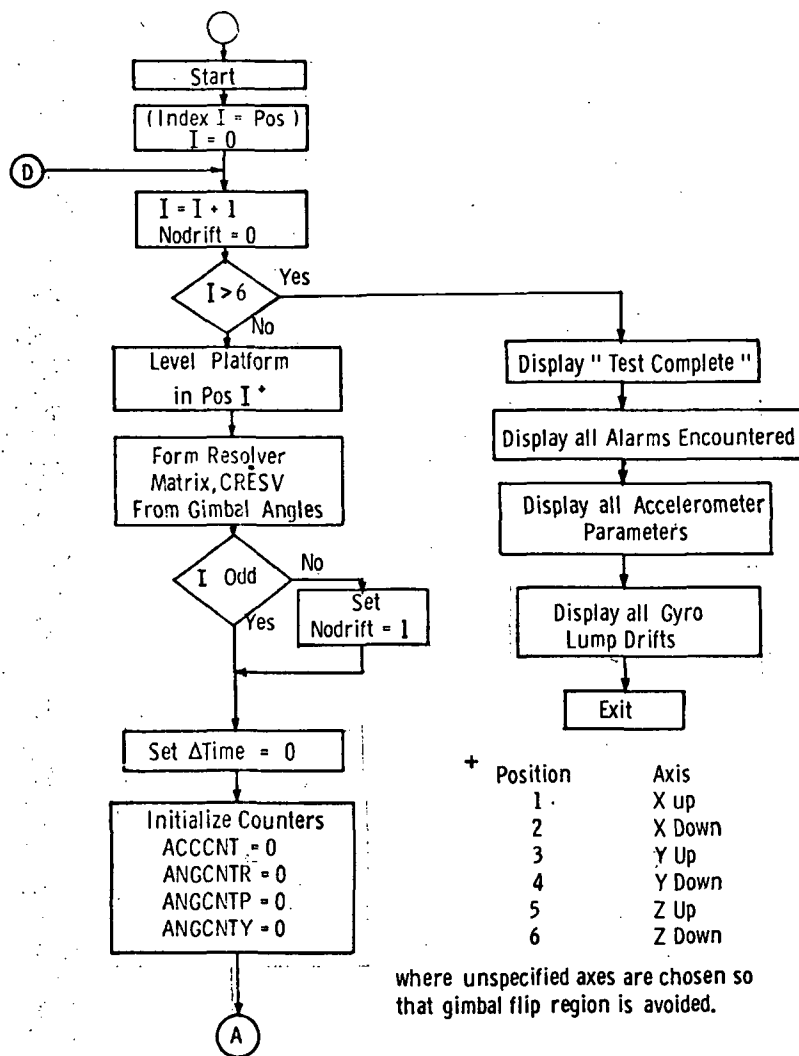 Start
(Index I = Pos)
I = 0
D
I = I + 1
Nodrift = 0
I > 6
Yes
No
Level Platform
in Pos I +
Form Resolver
Matrix, CRESV
From Gimbal Angles
I Odd
No
Yes
Set
Nodrift = 1
Set ΔTime = 0
Initialize Counters
ACCCNT = 0
ANGCNTR = 0
ANGCNTP = 0
ANGCNTY = 0
A
Display " Test Complete "
Display all Alarms Encountered
Display all Accelerometer
Parameters
Display all Gyro
Lump Drifts
Exit
+ Position Axis
1 X up
2 X Down
3 Y Up
4 Y Down
5 Z Up
6 Z Down
where unspecified axes are chosen so
that gimbal flip region is avoided.